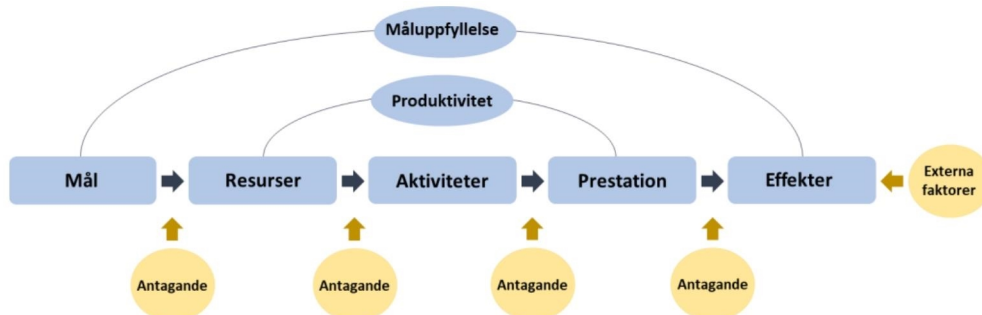 Måluppfyllelse
Produktivitet
Mål
Resurser
Aktiviteter
Prestation
Effekter
Externa
faktorer
Antagande
Antagande
Antagande
Antagande